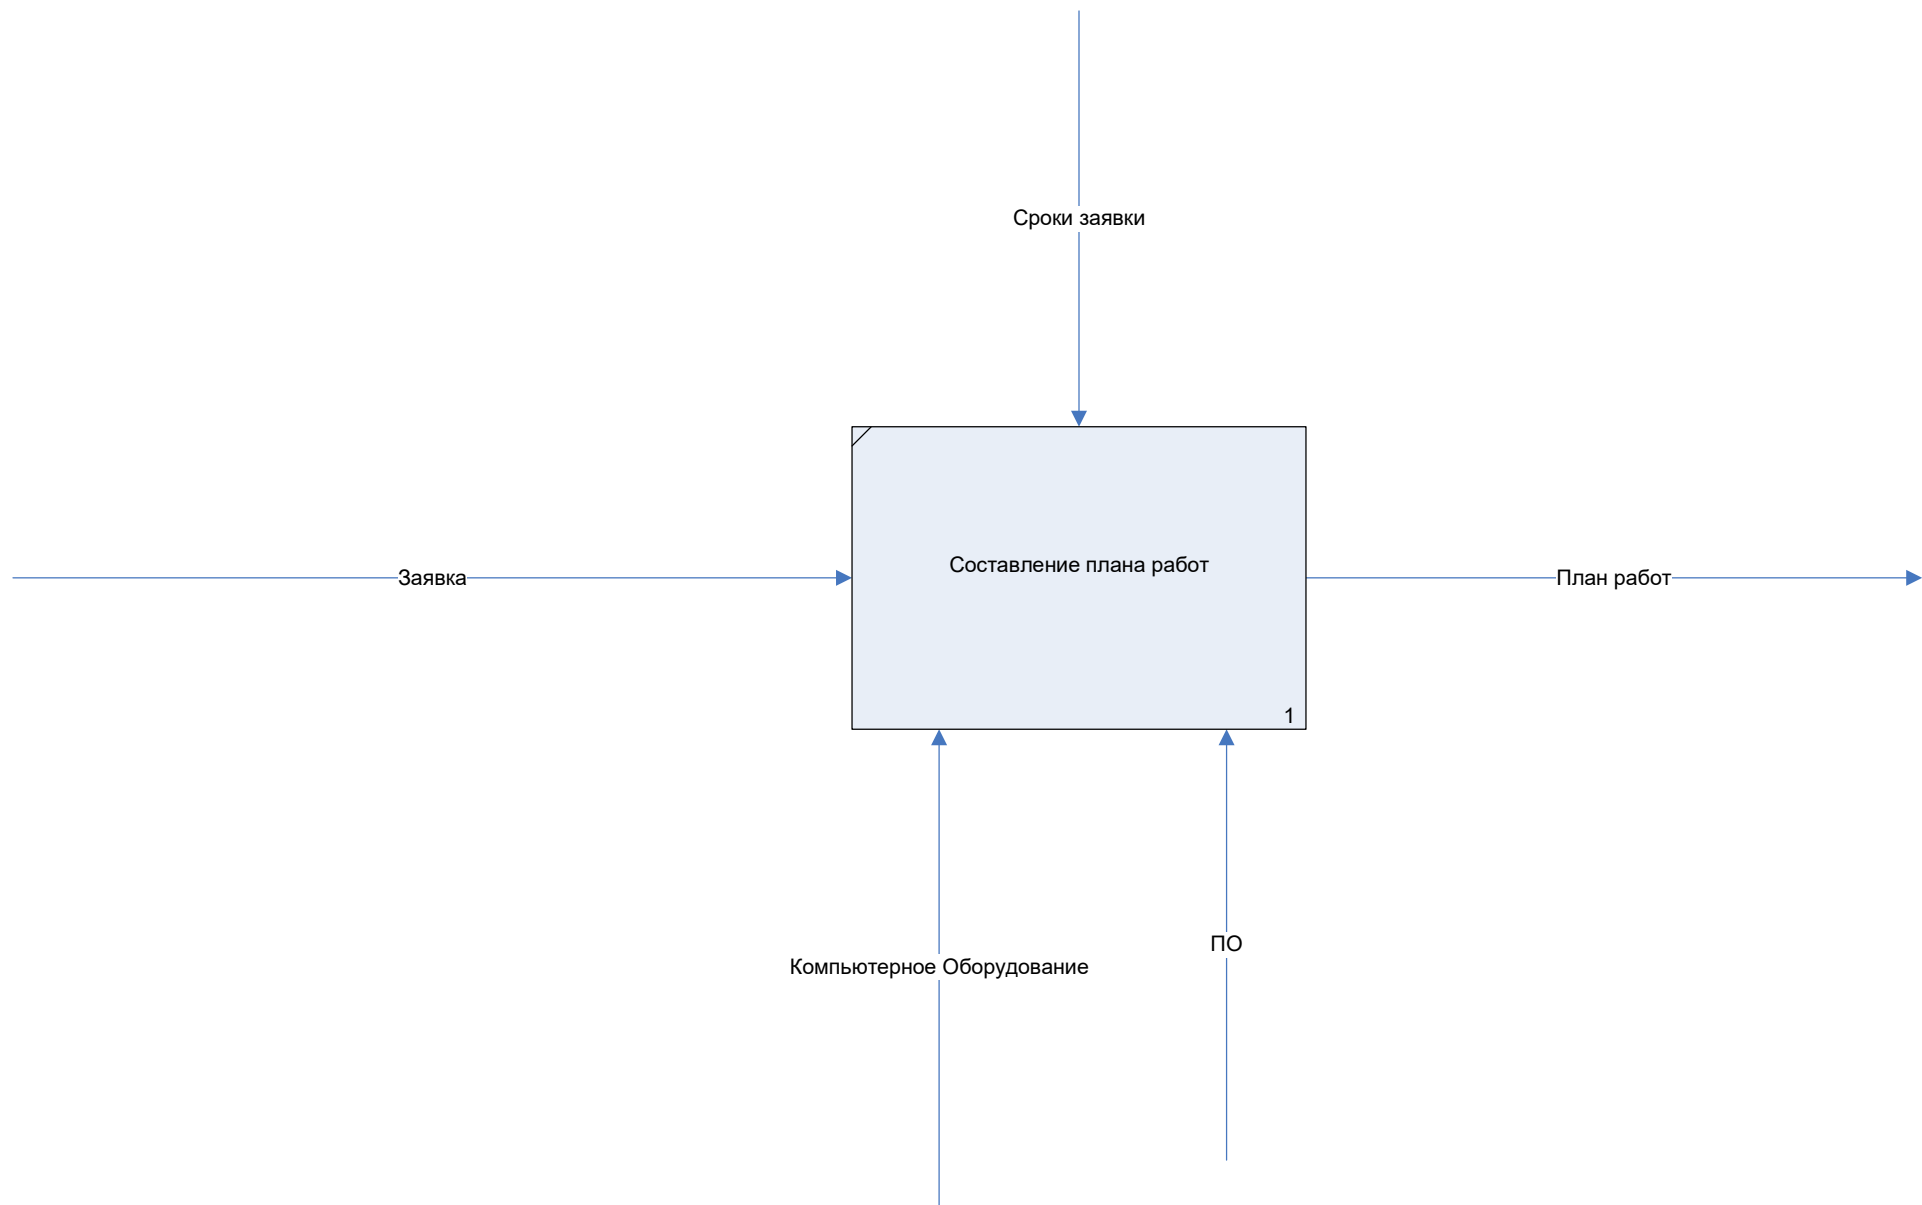 Сроки заявки
Заявка
Составление плана работ
План работ
1
ПО
Компьютерное Оборудование